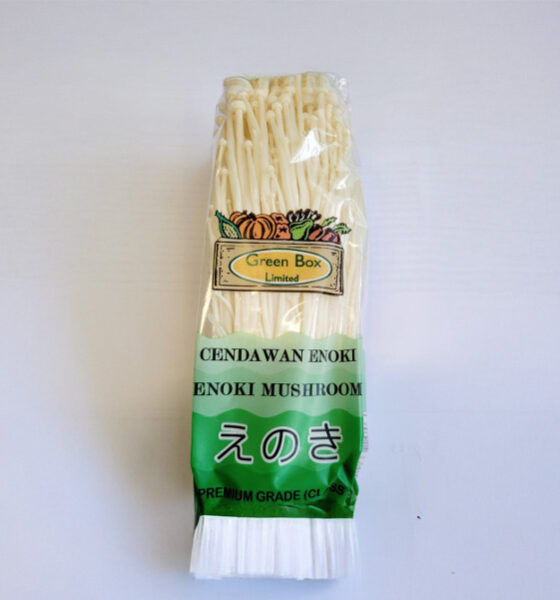 Green Box
Limited
CENDAWAN ENOKI
ENOKI MUSHROOM
えのき
PREMIUM GRADE